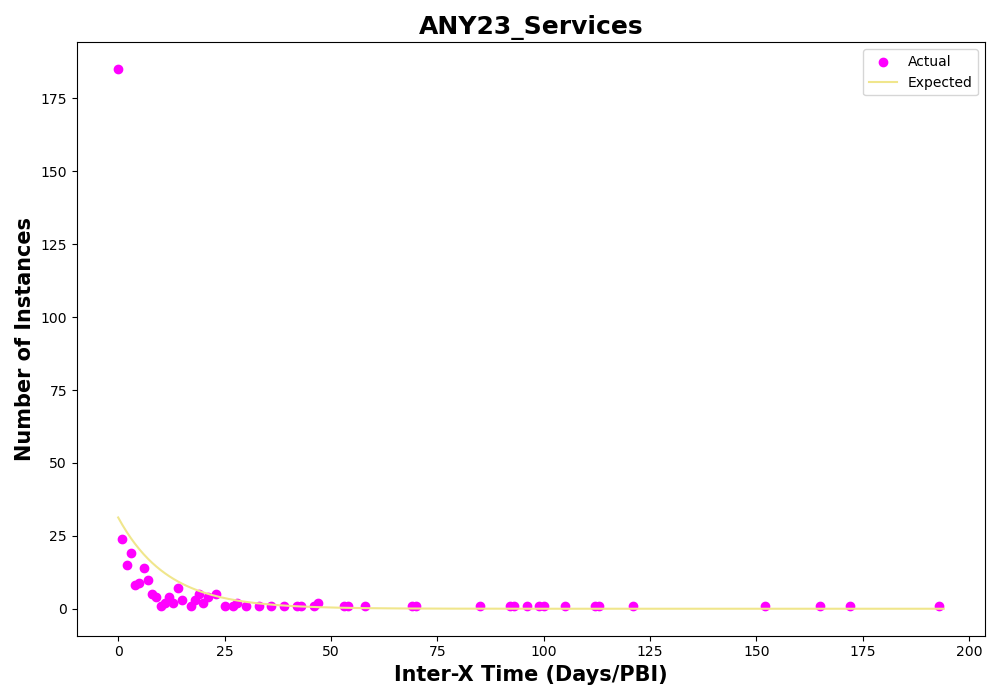 ANY23_Services
Actual
Expected
Number of Instances
175
150
125
100
75
50
25
0
0 25 50 75 100 125 150 175 200
Inter-X Time (Days/PBI)